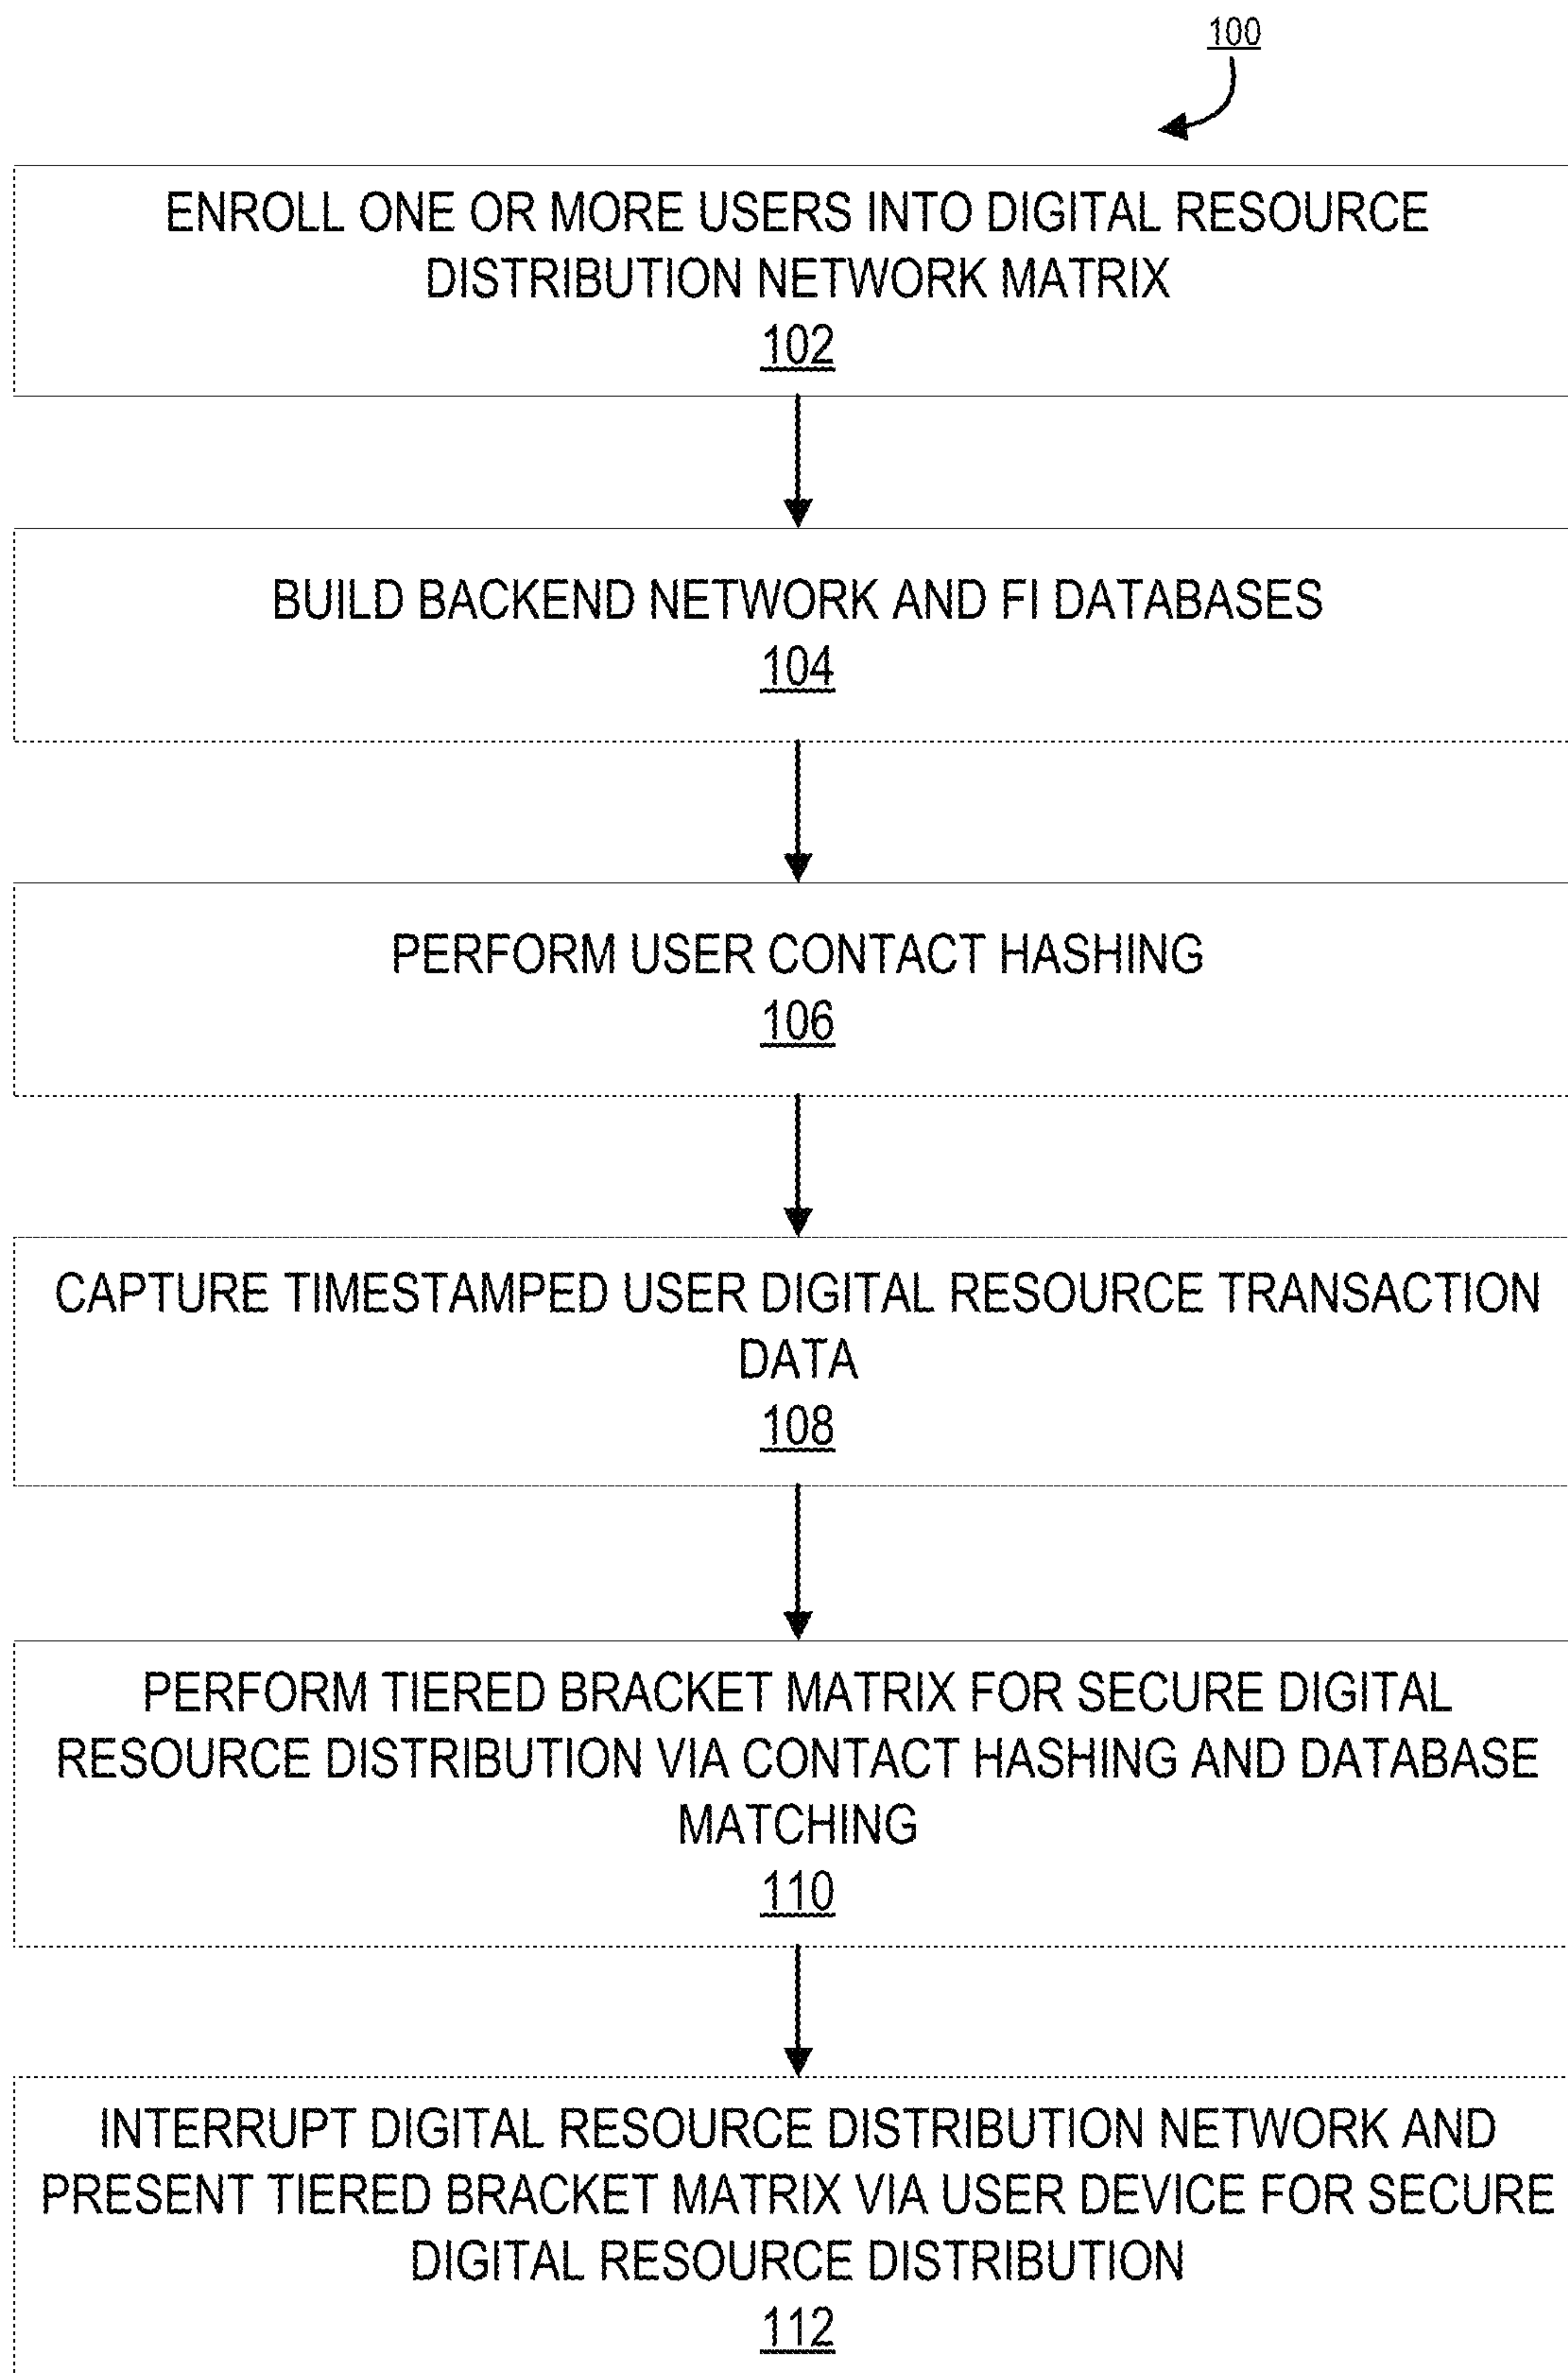 100
ENROLL ONE OR MORE USERS INTO DIGITAL RESOURCE
DISTRIBUTION NETWORK MATRIX
102
BUILD BACKEND NETWORK AND FI DATABASES
104
PERFORM USER CONTACT HASHING
106
CAPTURE TIMESTAMPED USER DIGITAL RESOURCE TRANSACTION
DATA
108
PERFORM TIERED BRACKET MATRIX FOR SECURE DIGITAL
RESOURCE DISTRIBUTION VIA CONTACT HASHING AND DATABASE
MATCHING
110
INTERRUPT DIGITAL RESOURCE DISTRIBUTION NETWORK AND
PRESENT TIERED BRACKET MATRIX VIA USER DEVICE FOR SECURE
DIGITAL RESOURCE DISTRIBUTION
112